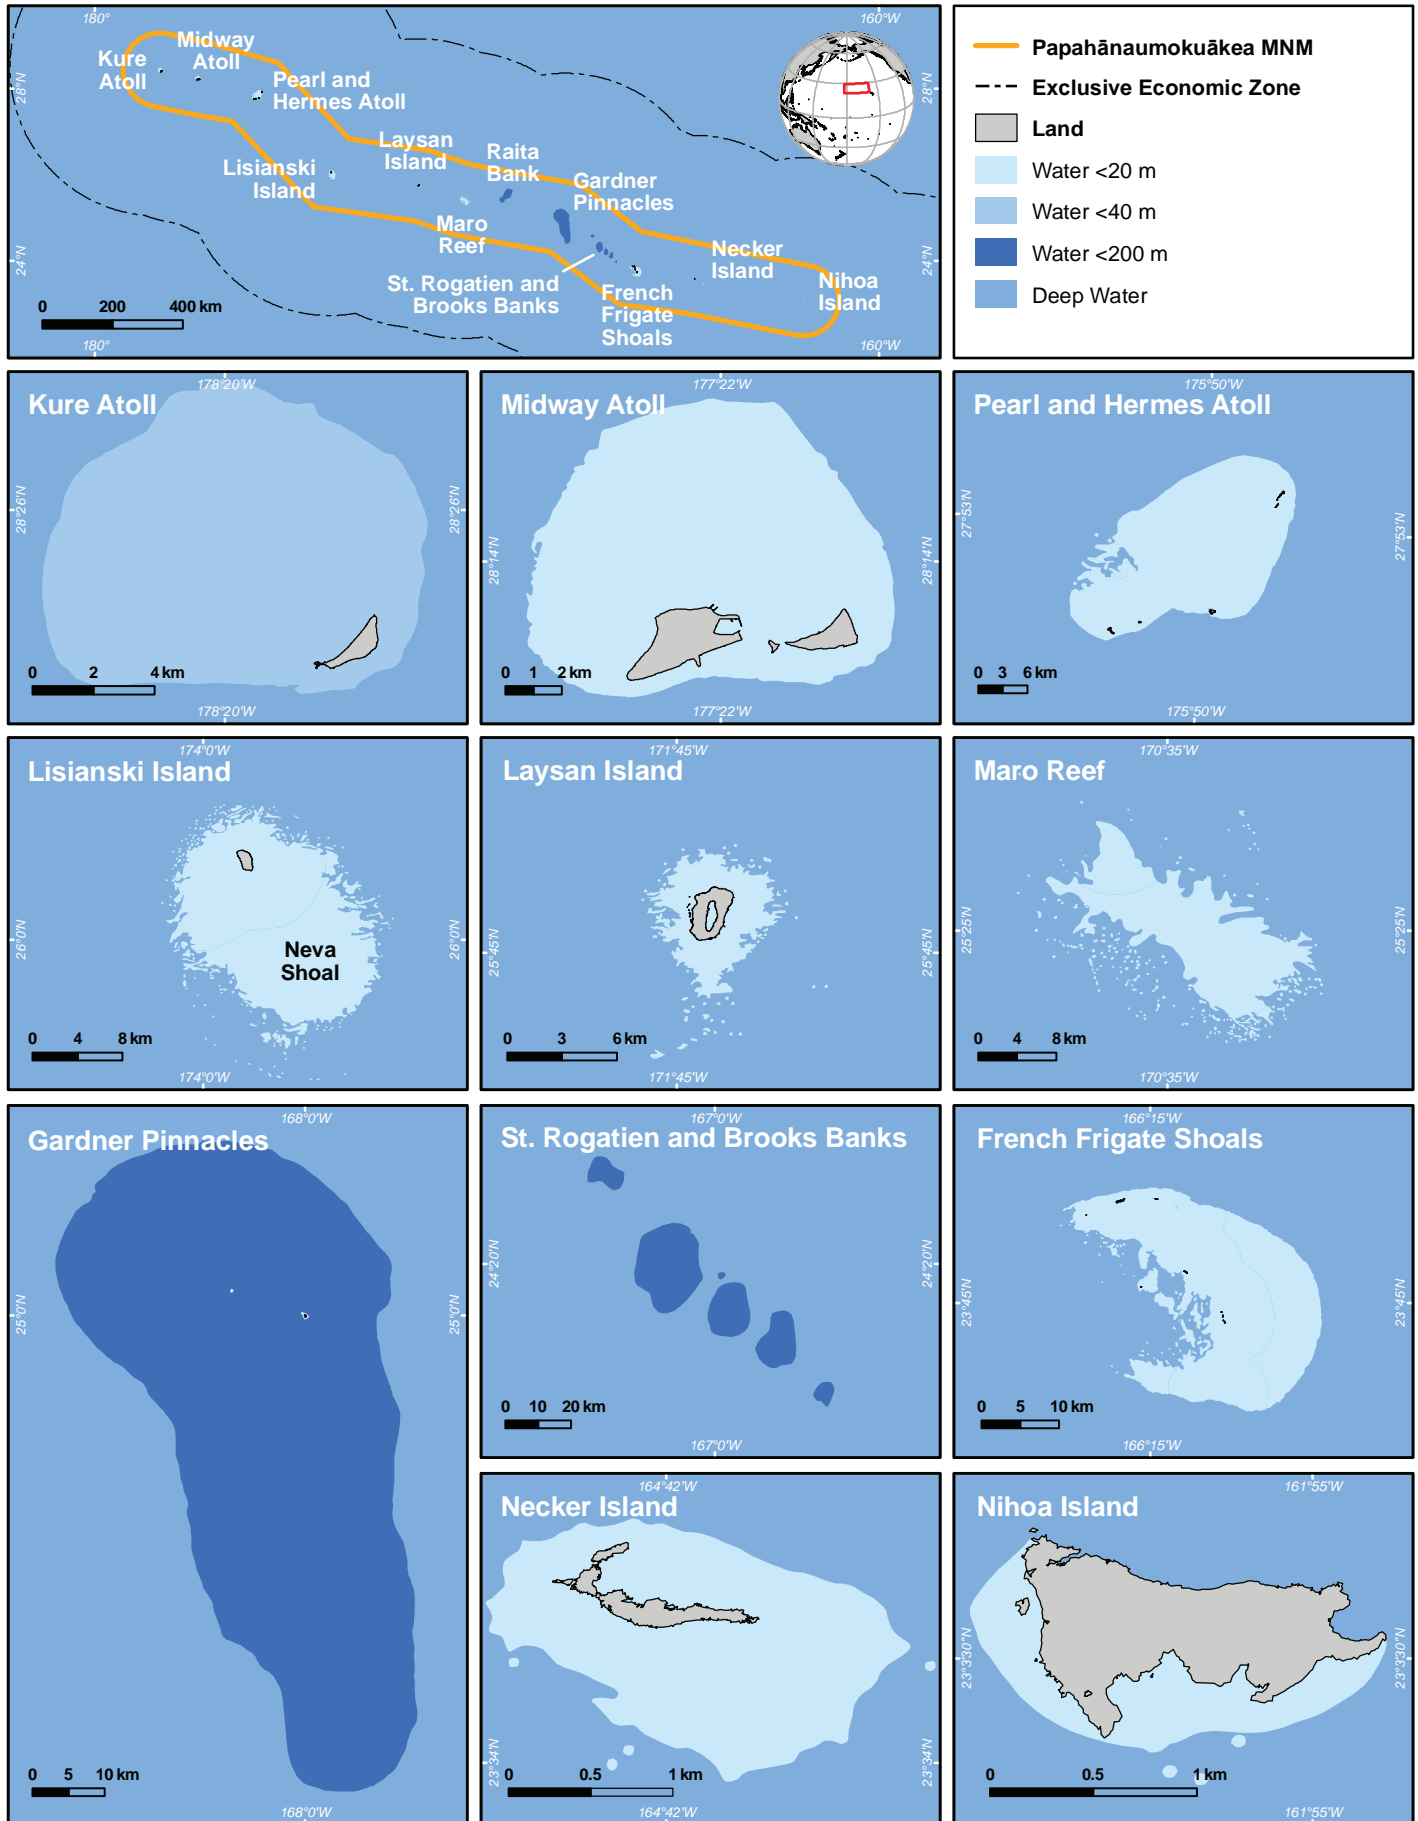 180°
160°W
Kure
Atoll
Midway
Atoll
Pearl and
Hermes Atoll
28°N
28°N
Lisianski
Island
Laysan
Island
Raita
Bank
Gardner
Pinnacles
Maro
Reef
Necker
Island
24°N
24°N
St. Rogatien and
Brooks Banks
French
Frigate
Shoals
Nihoa
Island
0 200 400 km
180°
160°W
Papahānaumokuākea MNM
Exclusive Economic Zone
Land
Water <20 m
Water <40 m
Water <200 m
Deep Water
178°20'W
Kure Atoll
28°26'N
28°26'N
0 2 4 km
178°20'W
177°22'W
Midway Atoll
28°14'N
28°14'N
0 1 2 km
177°22'W
175°50'W
Pearl and Hermes Atoll
27°53'N
27°53'N
0 3 6 km
175°50'W
174°0'W
Lisianski Island
26°0'N
26°0'N
Neva
Shoal
0 4 8 km
174°0'W
171°45'W
Laysan Island
25°45'N
25°45'N
0 3 6 km
171°45'W
170°35'W
Maro Reef
25°25'N
25°25'N
0 4 8 km
170°35'W
168°0'W
Gardner Pinnacles
25°0'N
25°0'N
0 5 10 km
168°0'W
167°0'W
St. Rogatien and Brooks Banks
24°20'N
24°20'N
0 10 20 km
167°0'W
166°15'W
French Frigate Shoals
23°45'N
23°45'N
0 5 10 km
166°15'W
164°42'W
Necker Island
23°34'N
23°34'N
0 0.5 1 km
164°42'W
161°55'W
Nihoa Island
23°3'30"N
23°3'30"N
0 0.5 1 km
161°55'W